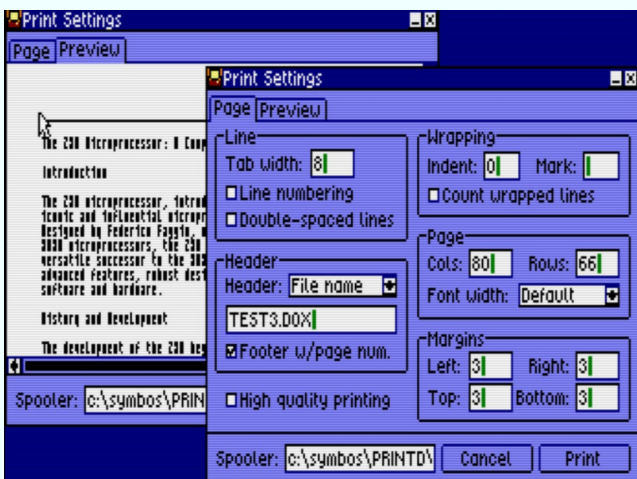 Print Settings
Page Preview
The Z80 Microprocessor: A Comp
Introduction
The Z80 microprocessor, introd
iconic and influential micropr
Designed by Federico Faggin,
8080 microprocessors, the Z80
versatile successor to the 808
advanced features, robust desi
software and hardware.
History and Development
The development of the Z80 beg
Spooler: c:\symbos\PRIN
Print Settings
Page Preview
Line
Tab width: 8
Line numbering
Double-spaced lines
Header
Header: File name
TEST3.DOX
Footer w/page num.
High quality printing
Wrapping
Indent: 0 Mark:
Count wrapped lines
Page
Cols: 80 Rows: 66
Font width: Default
Margins
Left: 3 Right: 3
Top: 3 Bottom: 3
Spooler: c:\symbos\PRINTD\ Cancel Print